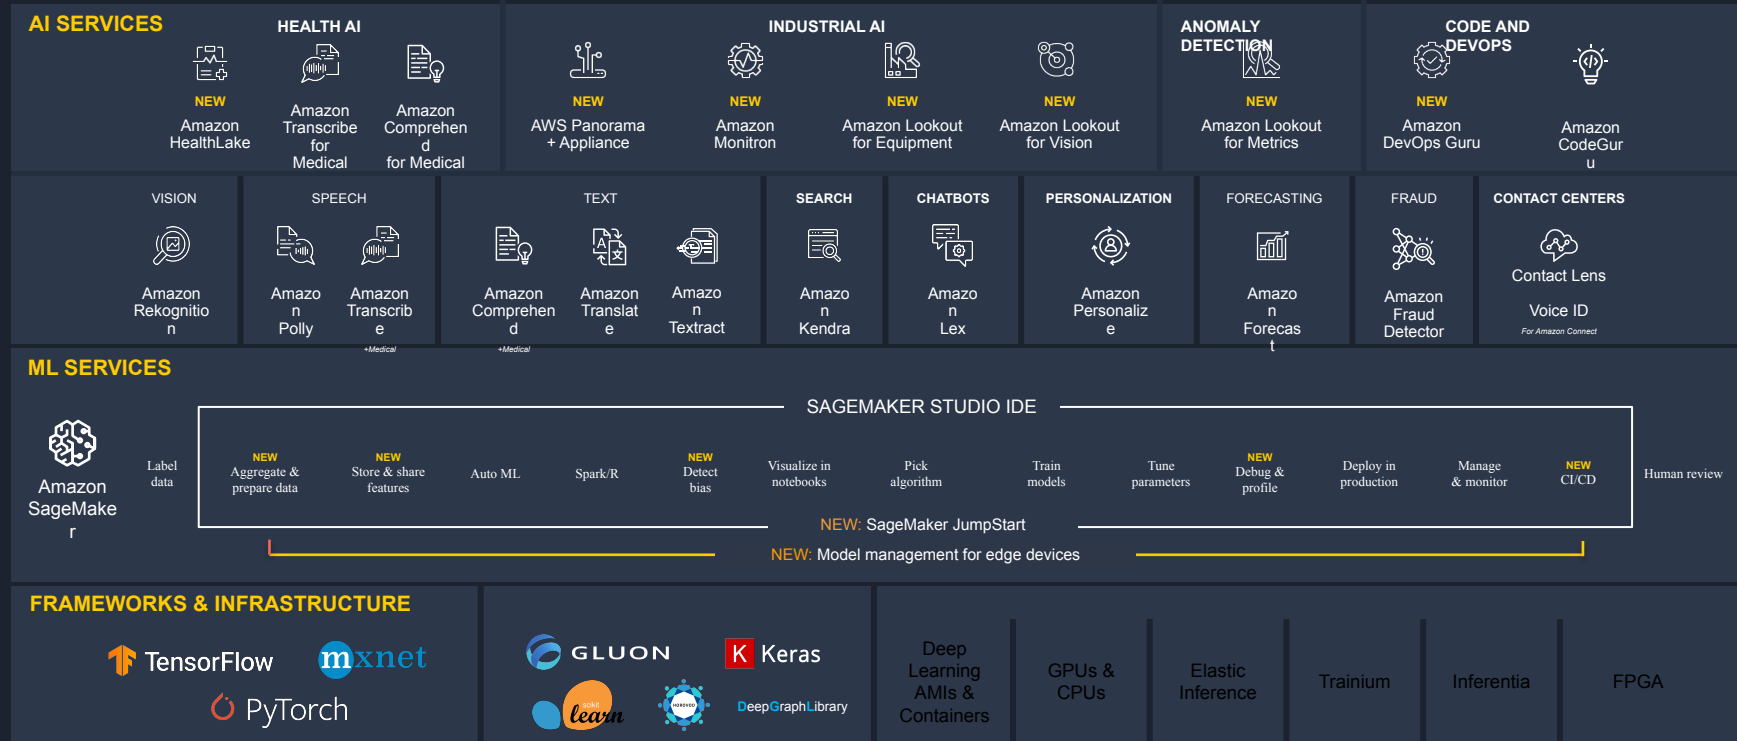 AI SERVICES
HEALTH AI
NEW
Amazon
HealthLake
Amazon
Transcribe
for
Medical
Amazon
Comprehen
d
for Medical
INDUSTRIAL AI
NEW
AWS Panorama
+ Appliance
NEW
Amazon
Monitron
NEW
Amazon Lookout
for Equipment
NEW
Amazon Lookout
for Vision
ANOMALY
DETECTION
NEW
Amazon Lookout
for Metrics
CODE AND
DEVOPS
NEW
Amazon
DevOps Guru
Amazon
CodeGur
u
VISION
Amazon
Rekognitio
n
SPEECH
Amazo
n
Polly
Amazon
Transcrib
e
+Medical
TEXT
Amazon
Comprehen
d
+Medical
Amazon
Translat
e
Amazo
n
Textract
SEARCH
Amazo
n
Kendra
CHATBOTS
Amazo
n
Lex
PERSONALIZATION
Amazon
Personaliz
e
FORECASTING
Amazo
n
Forecas
t
FRAUD
Amazon
Fraud
Detector
CONTACT CENTERS
Contact Lens
Voice ID
For Amazon Connect
ML SERVICES
Amazon
SageMake
r
SAGEMAKER STUDIO IDE
Label
data
NEW
Aggregate &
prepare data
NEW
Store & share
features
Auto ML
Spark/R
NEW
Detect
bias
Visualize in
notebooks
Pick
algorithm
Train
models
Tune
parameters
NEW
Debug &
profile
Deploy in
production
Manage
& monitor
NEW
CI/CD
Human review
NEW: SageMaker JumpStart
NEW: Model management for edge devices
FRAMEWORKS & INFRASTRUCTURE
TensorFlow
mxnet
PyTorch
GLUON
K Keras
scikit
learn
HOROVOD
DeepGraphLibrary
Deep
Learning
AMIs &
Containers
GPUs &
CPUs
Elastic
Inference
Trainium
Inferentia
FPGA